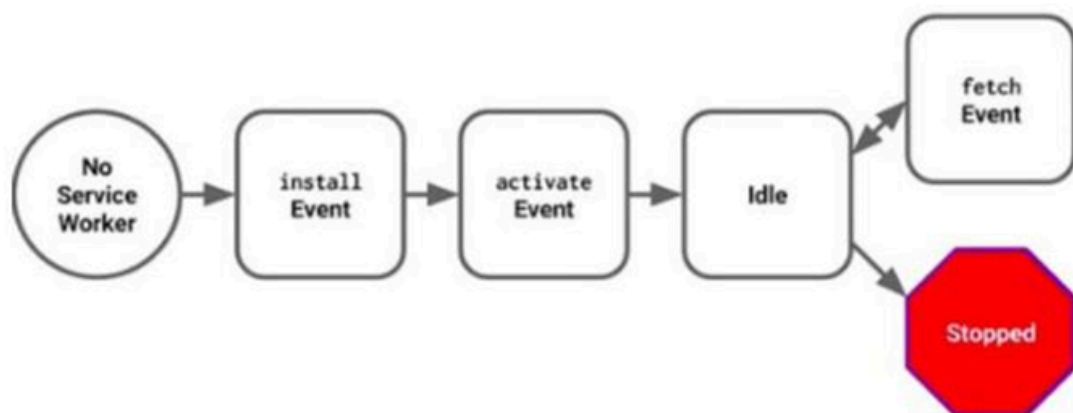 No
Service
Worker
install
Event
activate
Event
Idle
fetch
Event
Stopped